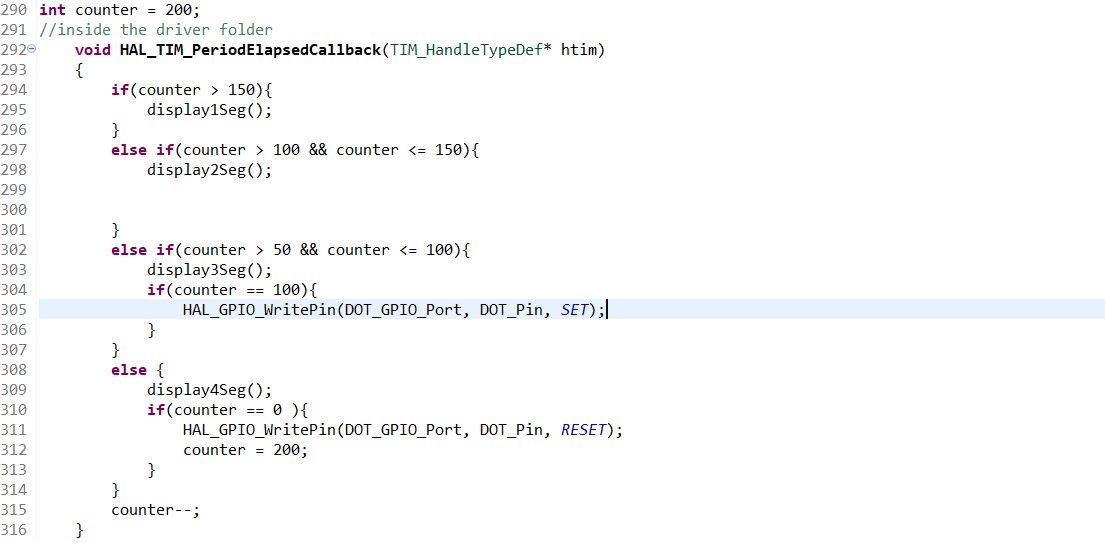 290 int counter = 200;
291 //inside the driver folder
292 void HAL_TIM_PeriodElapsedCallback(TIM_HandleTypeDef* htim)
293 {
294 if(counter > 150){
295 display1Seg();
296 }
297 else if(counter > 100 && counter <= 150){
298 display2Seg();
299
300
301 }
302 else if(counter > 50 && counter <= 100){
303 display3Seg();
304 if(counter == 100){
305 HAL_GPIO_WritePin(DOT_GPIO_Port, DOT_Pin, SET);
306 }
307 }
308 else {
309 display4Seg();
310 if(counter == 0 ){
311 HAL_GPIO_WritePin(DOT_GPIO_Port, DOT_Pin, RESET);
312 counter = 200;
313 }
314 }
315 counter--;
316 }